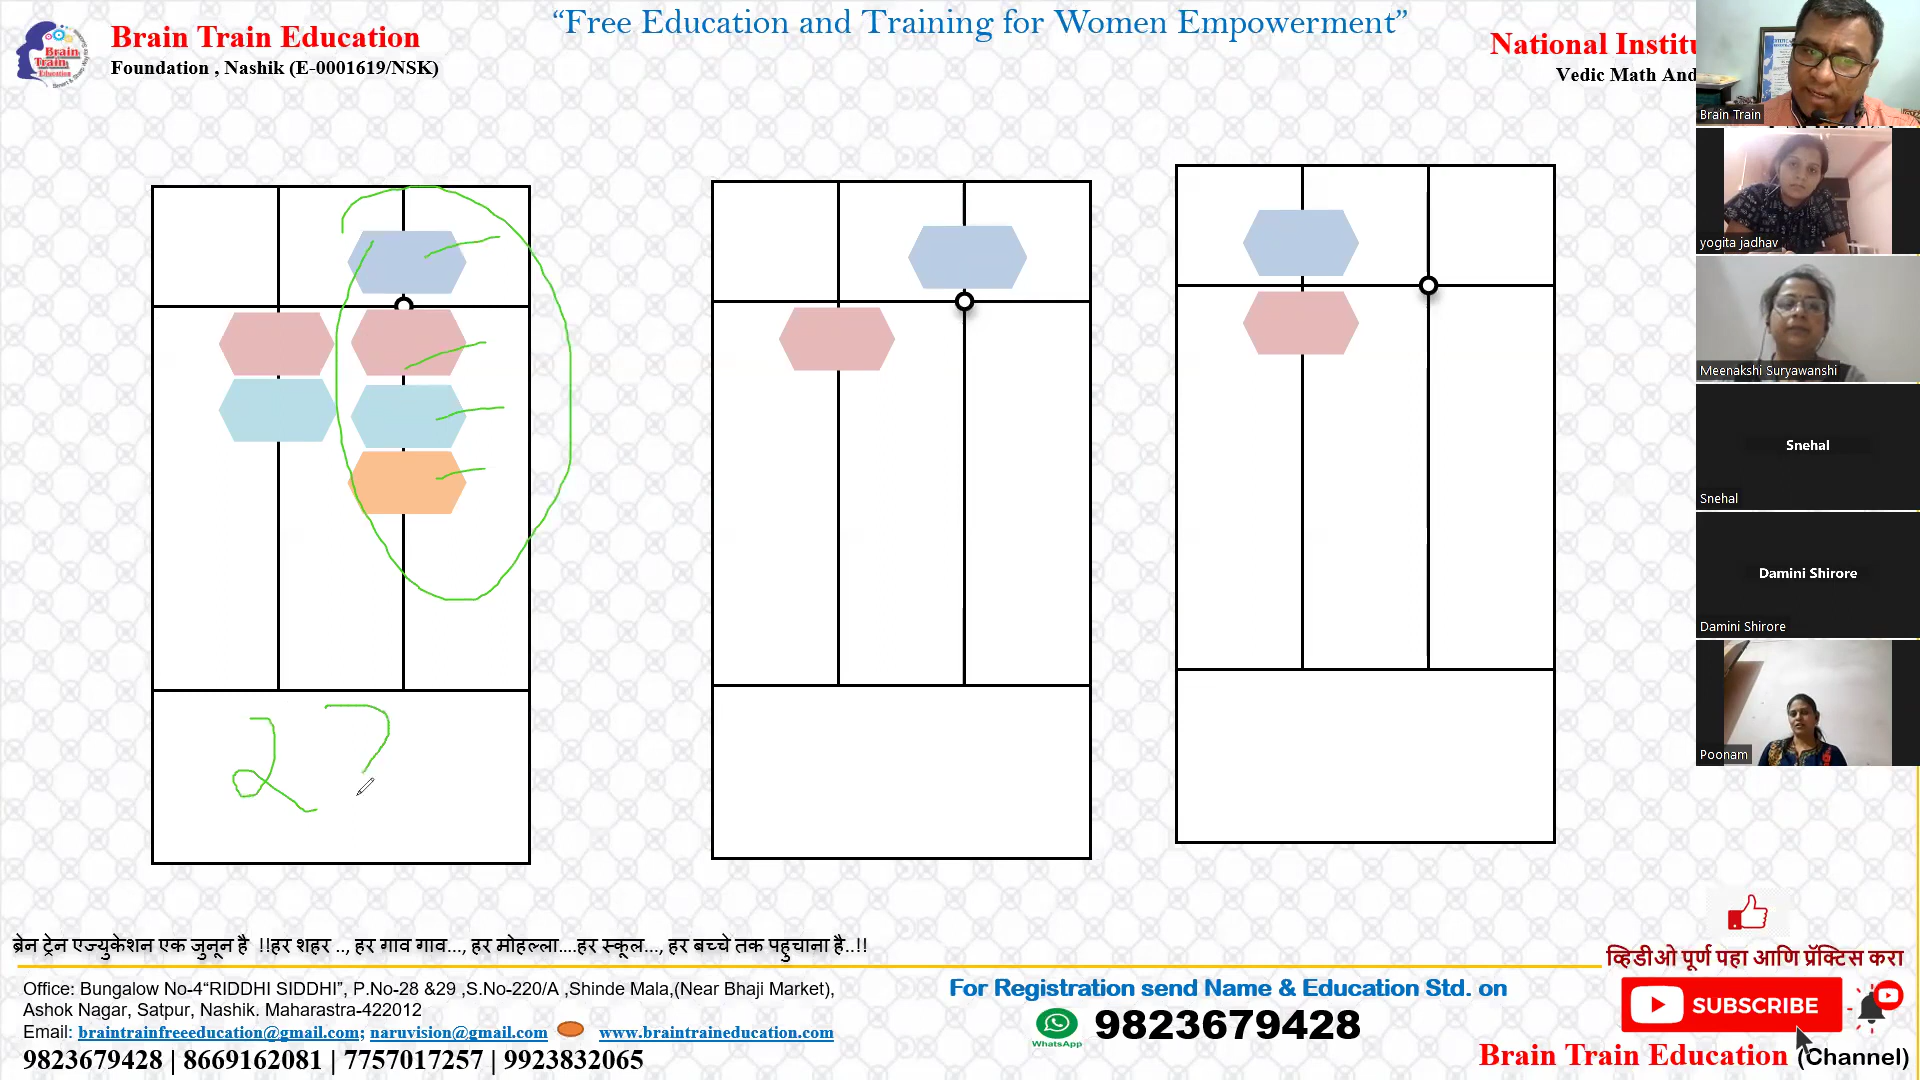 “Free Education and Training for Women Empowerment”
Brain Train Education
Foundation , Nashik (E-0001619/NSK)
Brain
Train
Education
National Institu
Vedic Math And
Brain Train
yogita jadhav
Meenakshi Suryawanshi
Snehal
Snehal
Damini Shirore
Damini Shirore
Poonam
27
ब्रेन ट्रेन एज्युकेशन एक जुनून है !!हर शहर .., हर गाव गाव..., हर मोहल्ला....हर स्कूल..., हर बच्चे तक पहुचाना है..!!
व्हिडीओ पूर्ण पहा आणि प्रॅक्टिस करा
Office: Bungalow No-4“RIDDHI SIDDHI”, P.No-28 &29 ,S.No-220/A ,Shinde Mala,(Near Bhaji Market),
Ashok Nagar, Satpur, Nashik. Maharastra-422012
Email: braintrainfreeeducation@gmail.com; naruvision@gmail.com www.braintraineducation.com
9823679428 | 8669162081 | 7757017257 | 9923832065
For Registration send Name & Education Std. on
WhatsApp
9823679428
SUBSCRIBE
Brain Train Education (Channel)